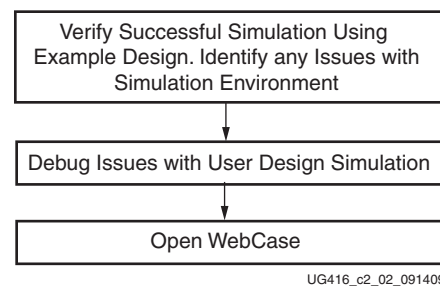 Verify Successful Simulation Using
Example Design. Identify any Issues with
Simulation Environment
Debug Issues with User Design Simulation
Open WebCase
UG416_c2_02_091409